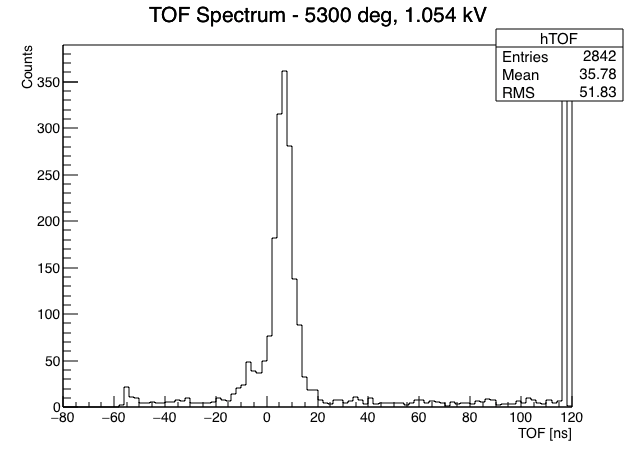 TOF Spectrum - 5300 deg, 1.054 kV
hTOF
Entries 2842
Mean 35.78
RMS 51.83
Counts
350
300
250
200
150
100
50
0
−80 −60 −40 −20 0 20 40 60 80 100 120
TOF [ns]